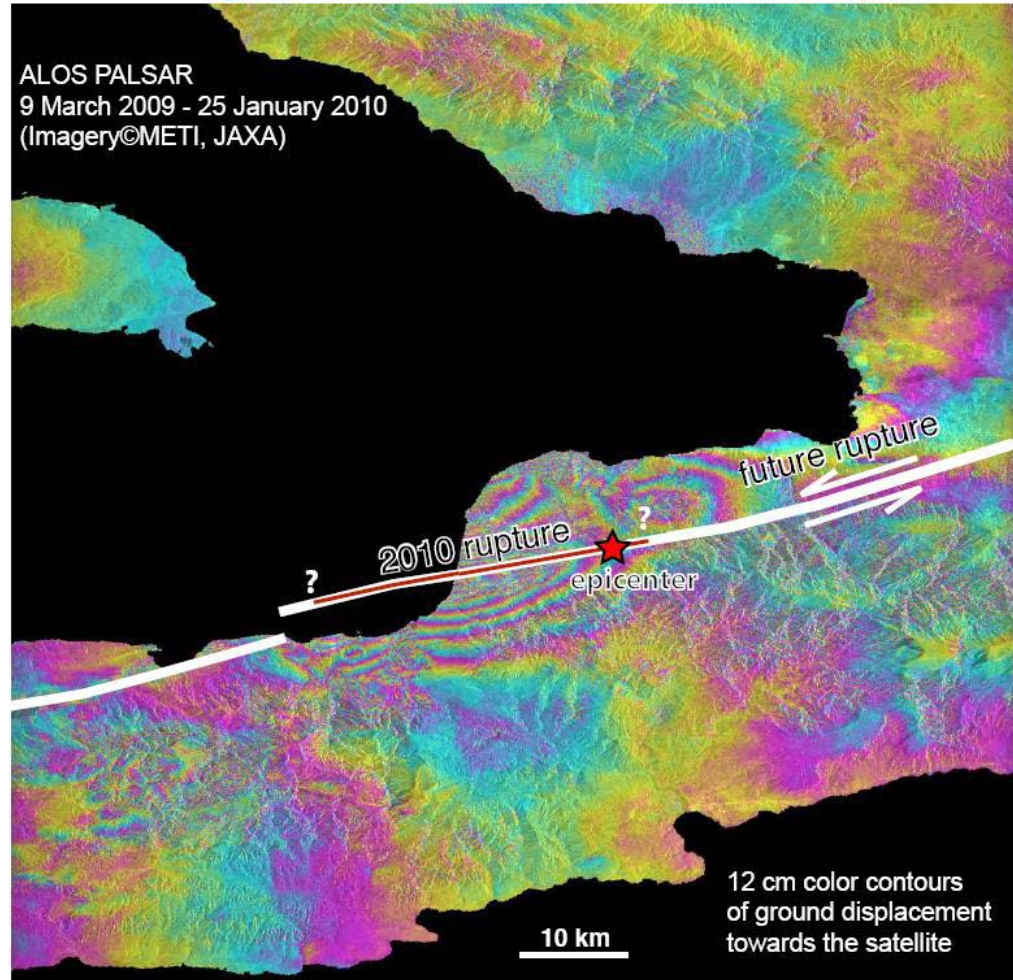 ALOS PALSAR
9 March 2009 - 25 January 2010
(Imagery©METI, JAXA)
future rupture
?
2010 rupture
?
epicenter
12 cm color contours
of ground displacement
towards the satellite
10 km